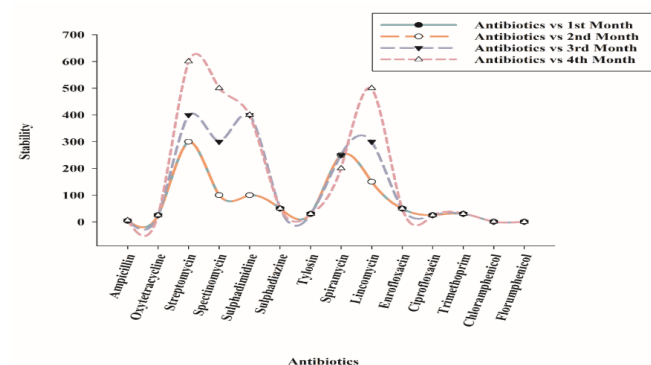 Antibiotics vs 1st Month
Antibiotics vs 2nd Month
Antibiotics vs 3rd Month
Antibiotics vs 4th Month
700
600
500
400
300
200
100
0
Stability
Ampicillin
Oxytetracycline
Streptomycin
Spectinomycin
Sulphadimidine
Sulphadiazine
Tylosin
Spiramycin
Lincomycin
Enrofloxacin
Ciprofloxacin
Trimethoprim
Chloramphenicol
Florumphenicol
Antibiotics